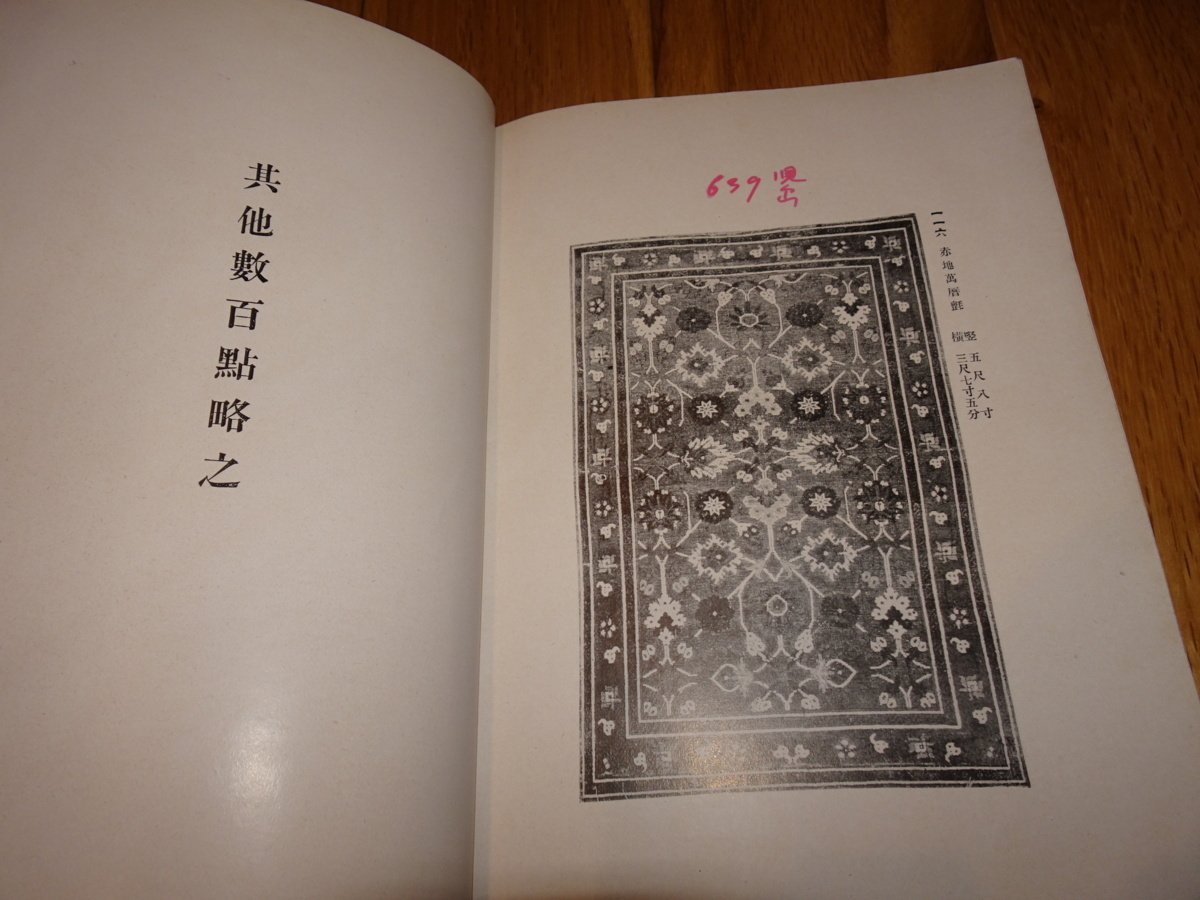 一一六 赤地萬暦氈
竪 五尺八寸
横 三尺七寸五分
639
其他數百點略之